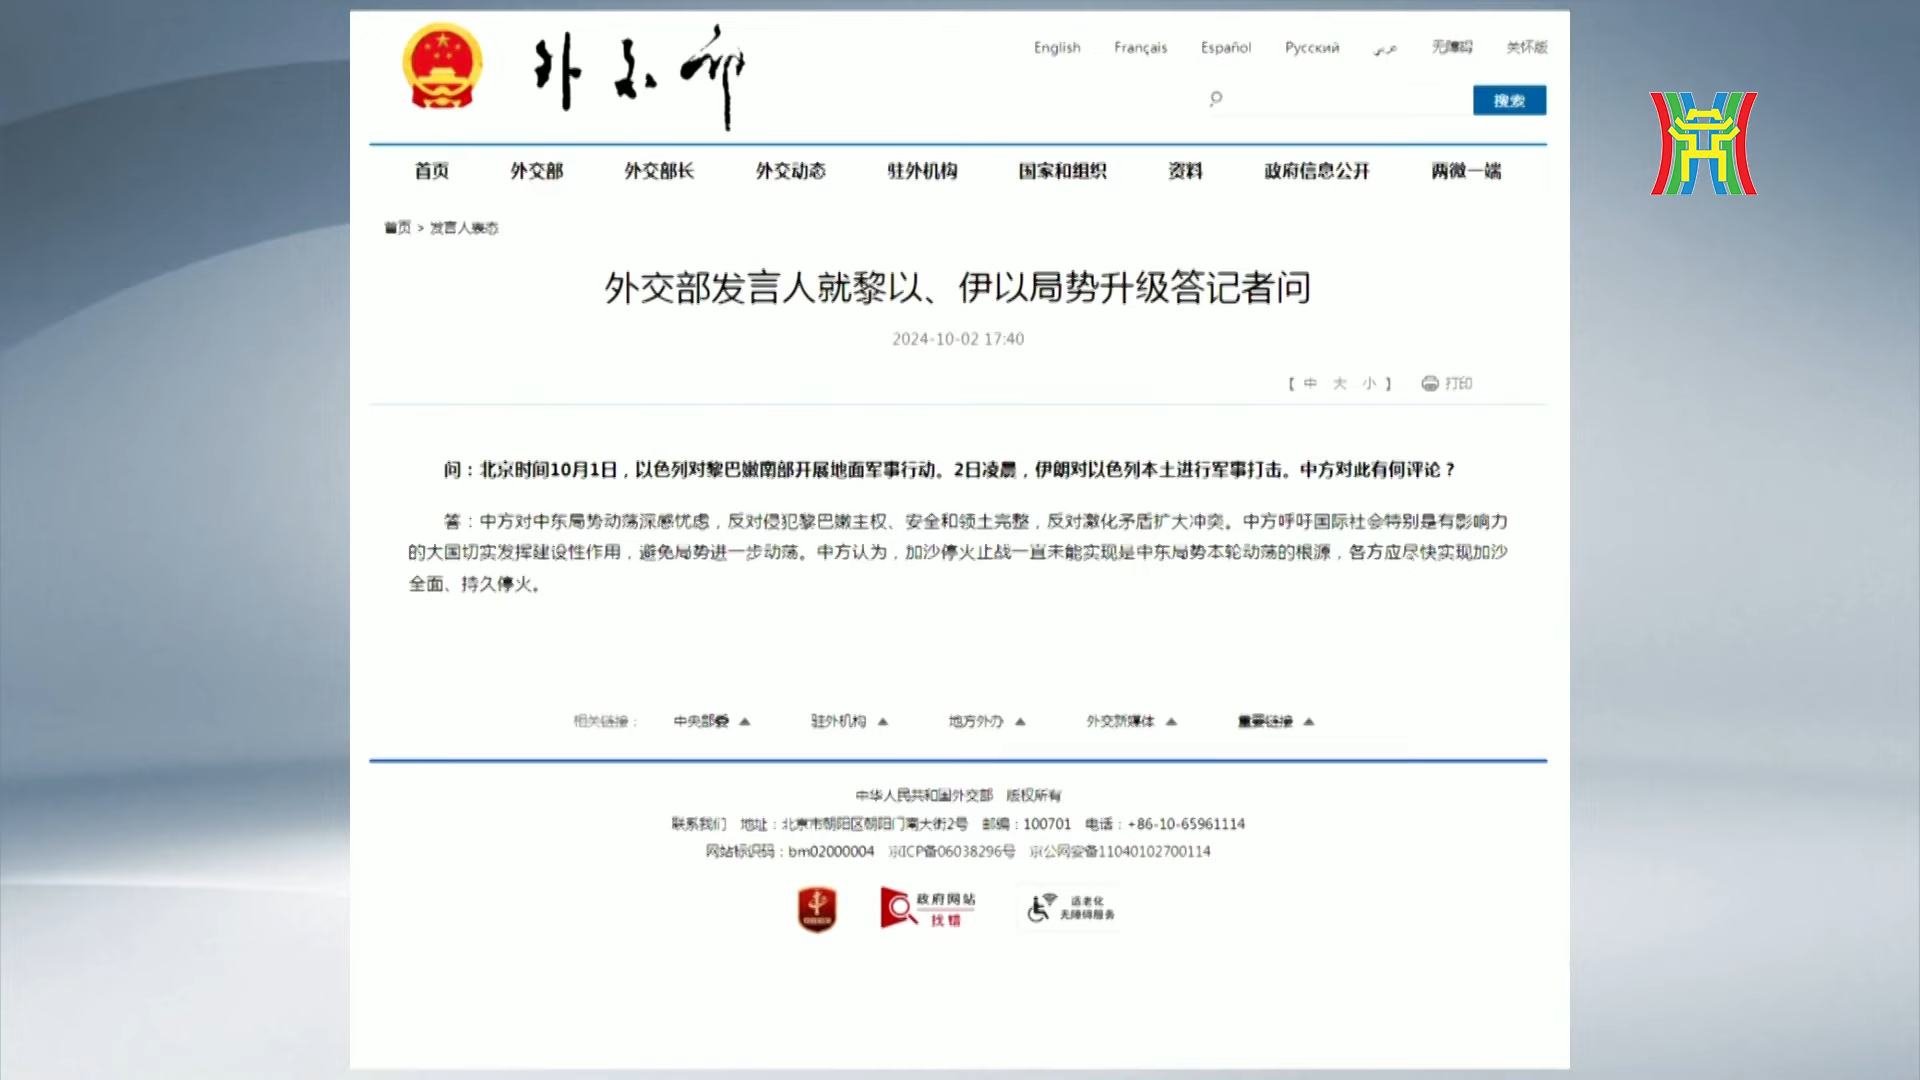 外交部
English Français Español Русский عربي 无障碍 关怀版
搜索
首页 外交部 外交部长 外交动态 驻外机构 国家和组织 资料 政府信息公开 两微一端
首页 > 发言人表态
外交部发言人就黎以、伊以局势升级答记者问
2024-10-02 17:40
【 中 大 小 】 打印
问：北京时间10月1日，以色列对黎巴嫩南部开展地面军事行动。2日凌晨，伊朗对以色列本土进行军事打击。中方对此有何评论？
答：中方对中东局势动荡深感忧虑，反对侵犯黎巴嫩主权、安全和领土完整，反对激化矛盾扩大冲突。中方呼吁国际社会特别是有影响力
的大国切实发挥建设性作用，避免局势进一步动荡。中方认为，加沙停火止战一直未能实现是中东局势本轮动荡的根源，各方应尽快实现加沙
全面、持久停火。
相关链接： 中央部委 驻外机构 地方外办 外交新媒体 重要链接
中华人民共和国外交部 版权所有
联系我们 地址：北京市朝阳区朝阳门南大街2号 邮编：100701 电话：+86-10-65961114
网站标识码：bm02000004 京ICP备06038296号 京公网安备11040102700114
政府网站
找错
适老化
无障碍服务